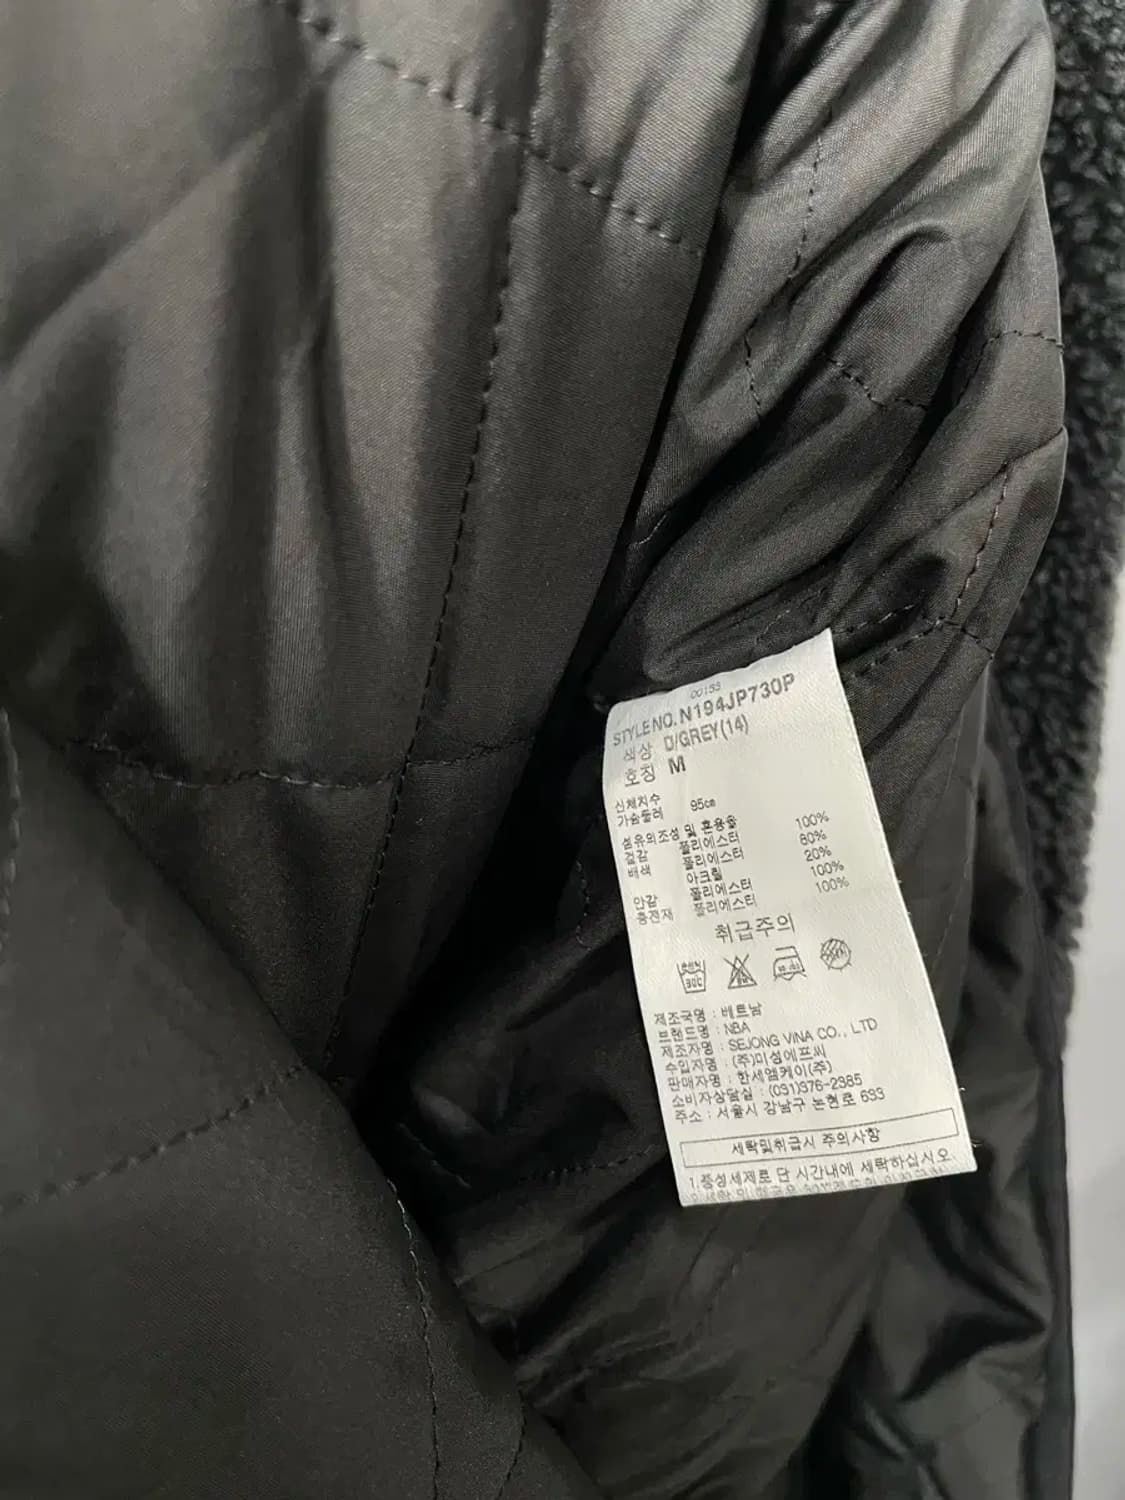 00153
STYLE NO. N194JP730P
색상 D/GREY(14)
호칭 M
신체치수
가슴둘레 95㎝
섬유의조성 및 혼용율
겉감 폴리에스터 100%
배색 폴리에스터 80%
아크릴 20%
안감 폴리에스터 100%
충전재 폴리에스터 100%
취급주의
30℃
제조국명 : 베트남
브랜드명 : NBA
제조자명 : SEJONG VINA CO., LTD
수입자명 : (주)미성에프씨
판매자명 : 한세엠케이(주)
소비자상담실 : (031)376-2385
주소 : 서울시 강남구 논현로 633
세탁및취급시 주의사항
1.중성세제로 단 시간내에 세탁하십시오.